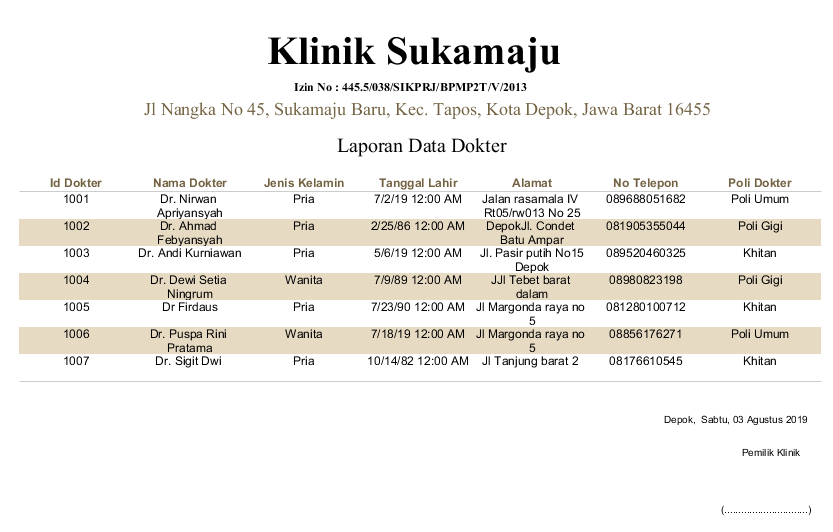 Klinik Sukamaju
Izin No : 445.5/038/SIKPRJ/BPMP2T/V/2013
Jl Nangka No 45, Sukamaju Baru, Kec. Tapos, Kota Depok, Jawa Barat 16455
Laporan Data Dokter
Id Dokter Nama Dokter Jenis Kelamin Tanggal Lahir Alamat No Telepon Poli Dokter
1001 Dr. Nirwan Pria 7/2/19 12:00 AM Jalan rasamala IV 089688051682 Poli Umum
Apriyansyah Rt05/rw013 No 25
1002 Dr. Ahmad Pria 2/25/86 12:00 AM DepokJl. Condet 081905355044 Poli Gigi
Febyansyah Batu Ampar
1003 Dr. Andi Kurniawan Pria 5/6/19 12:00 AM Jl. Pasir putih No15 089520460325 Khitan
Depok
1004 Dr. Dewi Setia Wanita 7/9/89 12:00 AM JJl Tebet barat 08980823198 Poli Gigi
Ningrum dalam
1005 Dr Firdaus Pria 7/23/90 12:00 AM Jl Margonda raya no 081280100712 Khitan
5
1006 Dr. Puspa Rini Wanita 7/18/19 12:00 AM Jl Margonda raya no 08856176271 Poli Umum
Pratama 5
1007 Dr. Sigit Dwi Pria 10/14/82 12:00 AM Jl Tanjung barat 2 08176610545 Khitan
Depok, Sabtu, 03 Agustus 2019
Pemilik Klinik
(............................)